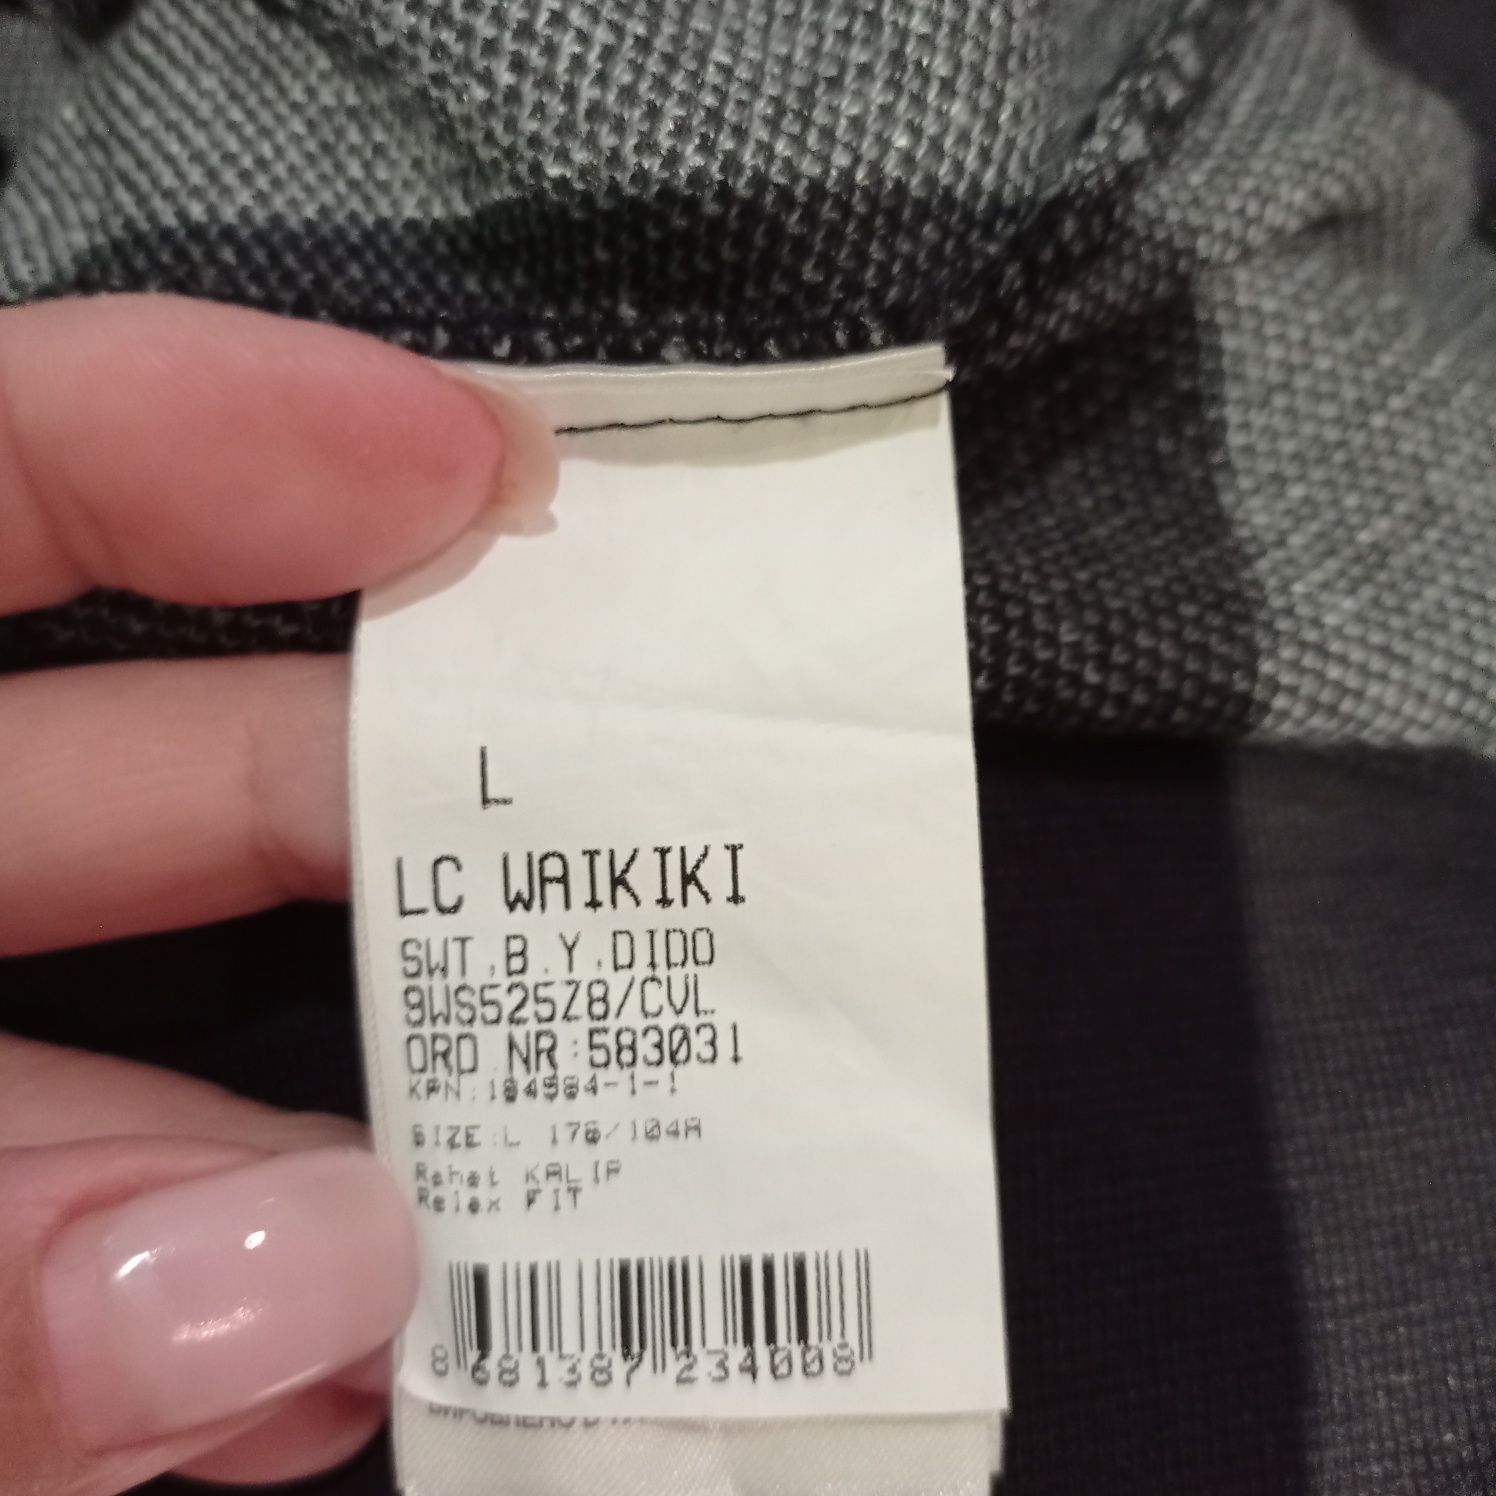 L
LC WAIKIKI
SWT.B.Y.DIDO
9WS525Z8/CVL
ORD NR:583031
KPN:184984-1-1
SIZE:L 176/104A
Rahat KALIP
Relax FIT
8 681387 234008